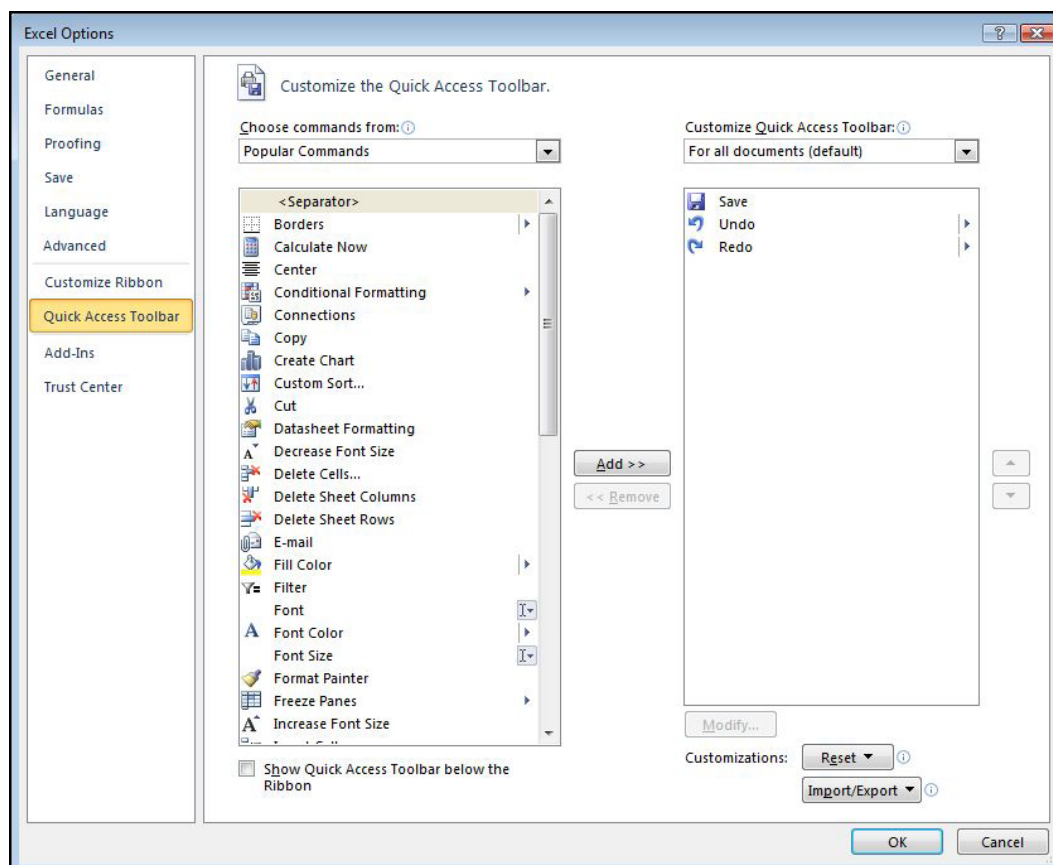 Excel Options
General
Formulas
Proofing
Save
Language
Advanced
Customize Ribbon
Quick Access Toolbar
Add-Ins
Trust Center
Customize the Quick Access Toolbar.
Choose commands from:
Popular Commands
<Separator>
Borders
Calculate Now
Center
Conditional Formatting
Connections
Copy
Create Chart
Custom Sort...
Cut
Datasheet Formatting
Decrease Font Size
Delete Cells...
Delete Sheet Columns
Delete Sheet Rows
E-mail
Fill Color
Filter
Font
Font Color
Font Size
Format Painter
Freeze Panes
Increase Font Size
Show Quick Access Toolbar below the
Ribbon
Add >>
<< Remove
Customize Quick Access Toolbar:
For all documents (default)
Save
Undo
Redo
Modify...
Customizations:
Reset
Import/Export
OK
Cancel